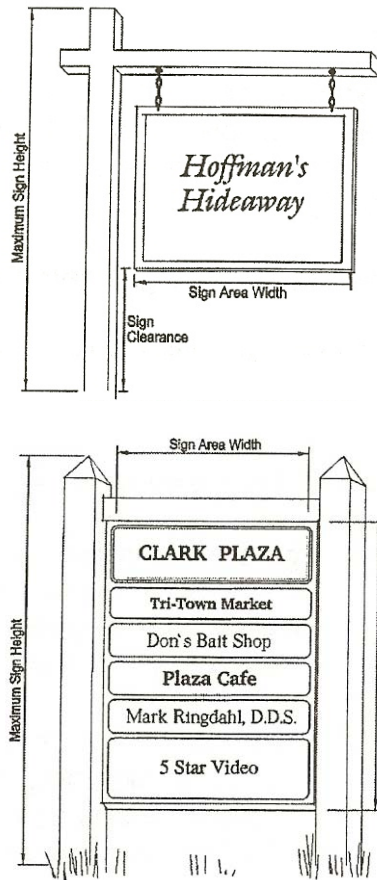 Maximum Sign Height
Hoffman's
Hideaway
Sign Area Width
Sign
Clearance
Sign Area Width
Maximum Sign Height
CLARK PLAZA
Tri-Town Market
Don's Bait Shop
Plaza Cafe
Mark Ringdahl, D.D.S.
5 Star Video